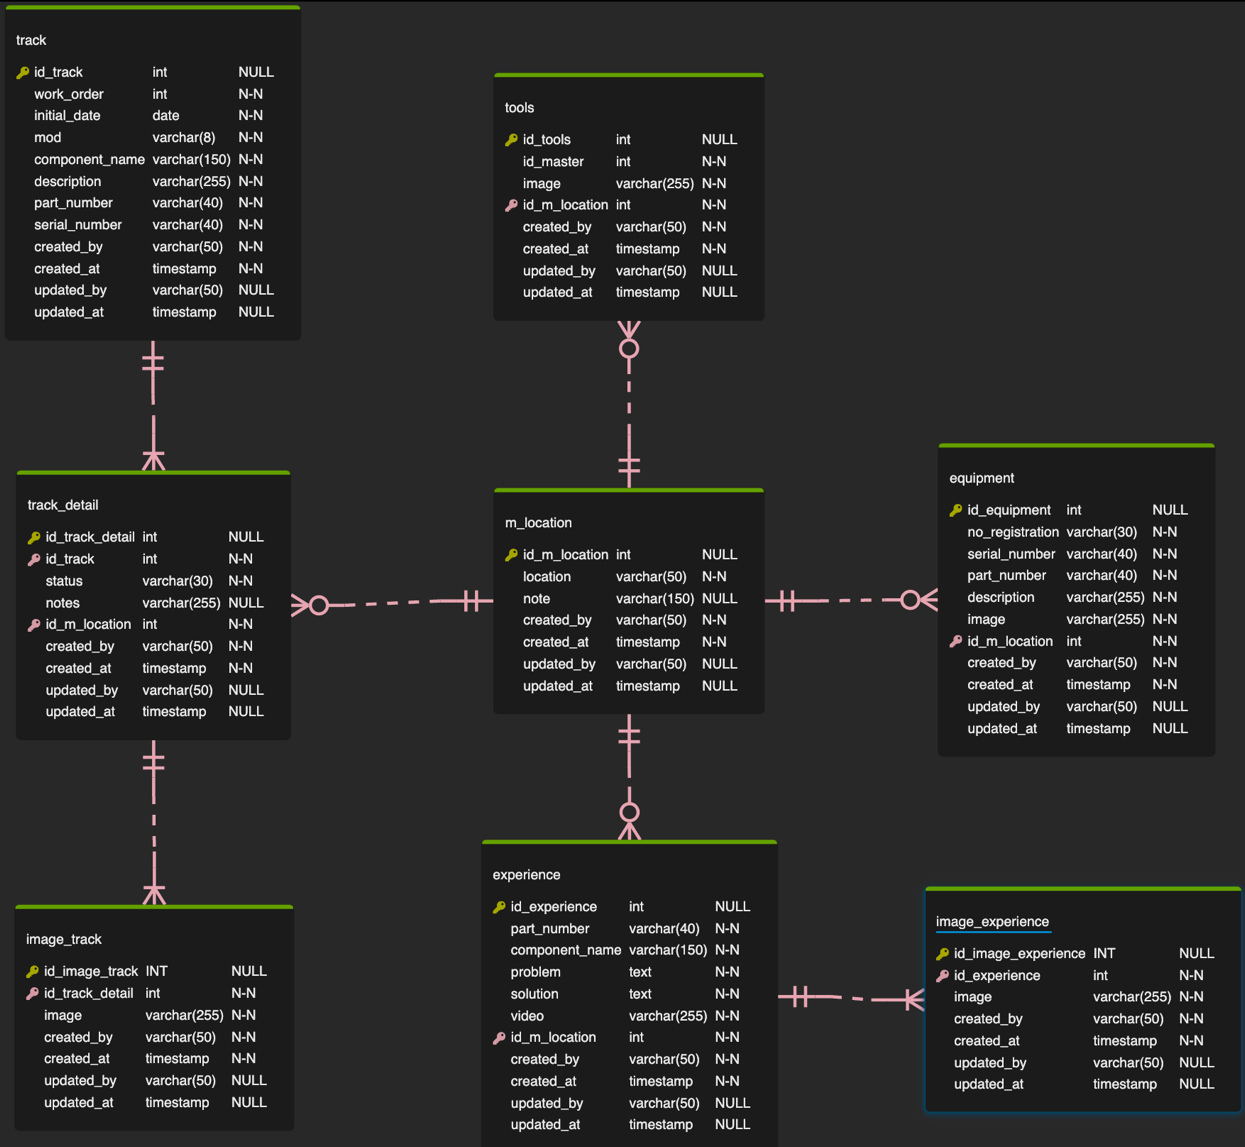 track
id_track int NULL
work_order int N-N
initial_date date N-N
mod varchar(8) N-N
component_name varchar(150) N-N
description varchar(255) N-N
part_number varchar(40) N-N
serial_number varchar(40) N-N
created_by varchar(50) N-N
created_at timestamp N-N
updated_by varchar(50) NULL
updated_at timestamp NULL
tools
id_tools int NULL
id_master int N-N
image varchar(255) N-N
id_m_location int N-N
created_by varchar(50) N-N
created_at timestamp N-N
updated_by varchar(50) NULL
updated_at timestamp NULL
track_detail
id_track_detail int NULL
id_track int N-N
status varchar(30) N-N
notes varchar(255) NULL
id_m_location int N-N
created_by varchar(50) N-N
created_at timestamp N-N
updated_by varchar(50) NULL
updated_at timestamp NULL
m_location
id_m_location int NULL
location varchar(50) N-N
note varchar(150) NULL
created_by varchar(50) N-N
created_at timestamp N-N
updated_by varchar(50) NULL
updated_at timestamp NULL
equipment
id_equipment int NULL
no_registration varchar(30) N-N
serial_number varchar(40) N-N
part_number varchar(40) N-N
description varchar(255) N-N
image varchar(255) N-N
id_m_location int N-N
created_by varchar(50) N-N
created_at timestamp N-N
updated_by varchar(50) NULL
updated_at timestamp NULL
image_track
id_image_track INT NULL
id_track_detail int N-N
image varchar(255) N-N
created_by varchar(50) N-N
created_at timestamp N-N
updated_by varchar(50) NULL
updated_at timestamp NULL
experience
id_experience int NULL
part_number varchar(40) N-N
component_name varchar(150) N-N
problem text N-N
solution text N-N
video varchar(255) N-N
id_m_location int N-N
created_by varchar(50) N-N
created_at timestamp N-N
updated_by varchar(50) NULL
updated_at timestamp NULL
image_experience
id_image_experience INT NULL
id_experience int N-N
image varchar(255) N-N
created_by varchar(50) N-N
created_at timestamp N-N
updated_by varchar(50) NULL
updated_at timestamp NULL